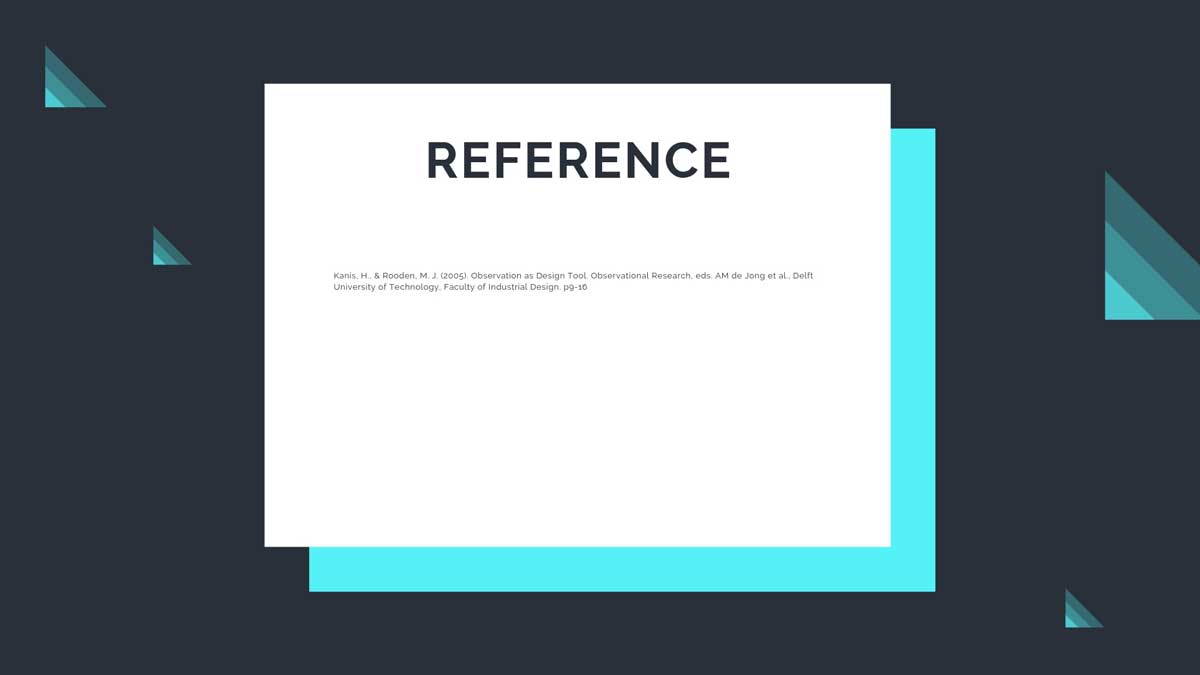 REFERENCE
Kanis, H., & Rooden, M. J. (2005). Observation as Design Tool. Observational Research, eds. AM de Jong et al., Delft
University of Technology, Faculty of Industrial Design. p9-16